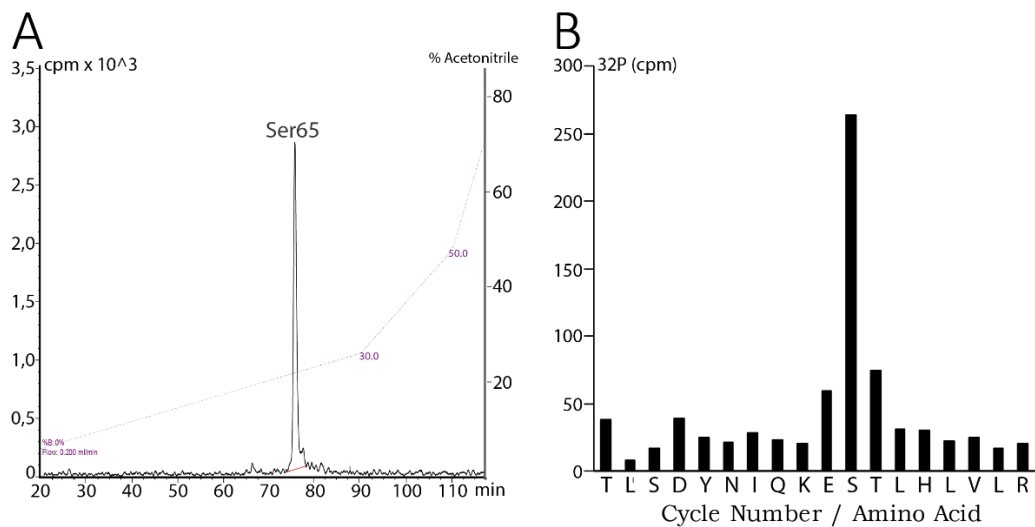 A
cpm x 10^3
% Acetonitrile
3,5
3,0
2,5
2,0
1,5
1,0
0,5
0
80
60
40
20
Ser65
50.0
30.0
%B: 0%
Flow: 0.200 ml/min
20 30 40 50 60 70 80 90 100 110 min
B
32P (cpm)
300
250
200
150
100
50
0
T L' S D Y N I Q K E S T L H L V L R
Cycle Number / Amino Acid